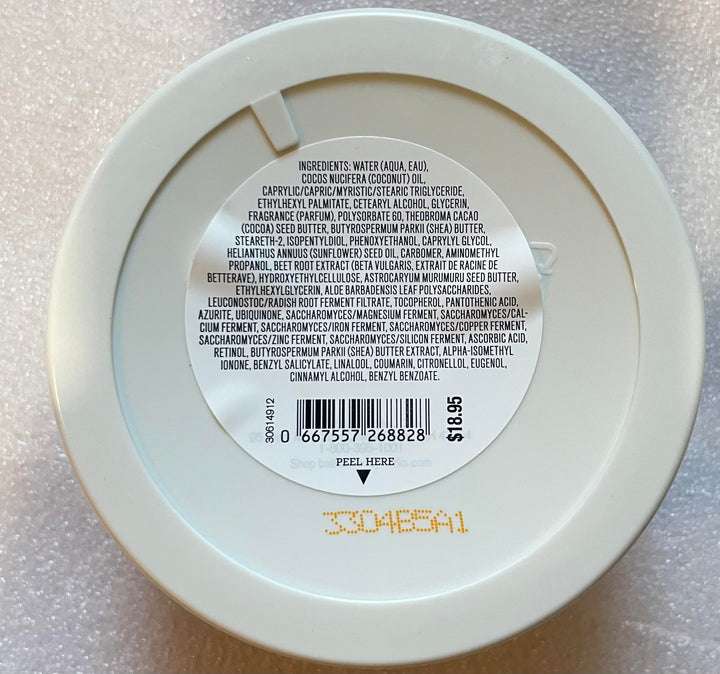 INGREDIENTS: WATER (AQUA, EAU),
COCOS NUCIFERA (COCONUT) OIL,
CAPRYLIC/CAPRIC/MYRISTIC/STEARIC TRIGLYCERIDE,
ETHYLHEXYL PALMITATE, CETEARYL ALCOHOL, GLYCERIN,
FRAGRANCE (PARFUM), POLYSORBATE 60, THEOBROMA CACAO
(COCOA) SEED BUTTER, BUTYROSPERMUM PARKII (SHEA) BUTTER,
STEARETH-2, ISOPENTYLDIOL, PHENOXYETHANOL, CAPRYLYL GLYCOL,
HELIANTHUS ANNUUS (SUNFLOWER) SEED OIL, CARBOMER, AMINOMETHYL
PROPANOL, BEET ROOT EXTRACT (BETA VULGARIS, EXTRAIT DE RACINE DE
BETTERAVE), HYDROXYETHYLCELLULOSE, ASTROCARYUM MURUMURU SEED BUTTER,
ETHYLHEXYLGLYCERIN, ALOE BARBADENSIS LEAF POLYSACCHARIDES,
LEUCONOSTOC/RADISH ROOT FERMENT FILTRATE, TOCOPHEROL, PANTOTHENIC ACID,
AZURITE, UBIQUINONE, SACCHAROMYCES/MAGNESIUM FERMENT, SACCHAROMYCES/CAL-
CIUM FERMENT, SACCHAROMYCES/IRON FERMENT, SACCHAROMYCES/COPPER FERMENT,
SACCHAROMYCES/ZINC FERMENT, SACCHAROMYCES/SILICON FERMENT, ASCORBIC ACID,
RETINOL, BUTYROSPERMUM PARKII (SHEA) BUTTER EXTRACT, ALPHA-ISOMETHYL
IONONE, BENZYL SALICYLATE, LINALOOL, COUMARIN, CITRONELLOL, EUGENOL,
CINNAMYL ALCOHOL, BENZYL BENZOATE.
30614912
0 667557 268828
$18.95
1-800-395-1001
Shop
PEEL HERE
3304B5A1